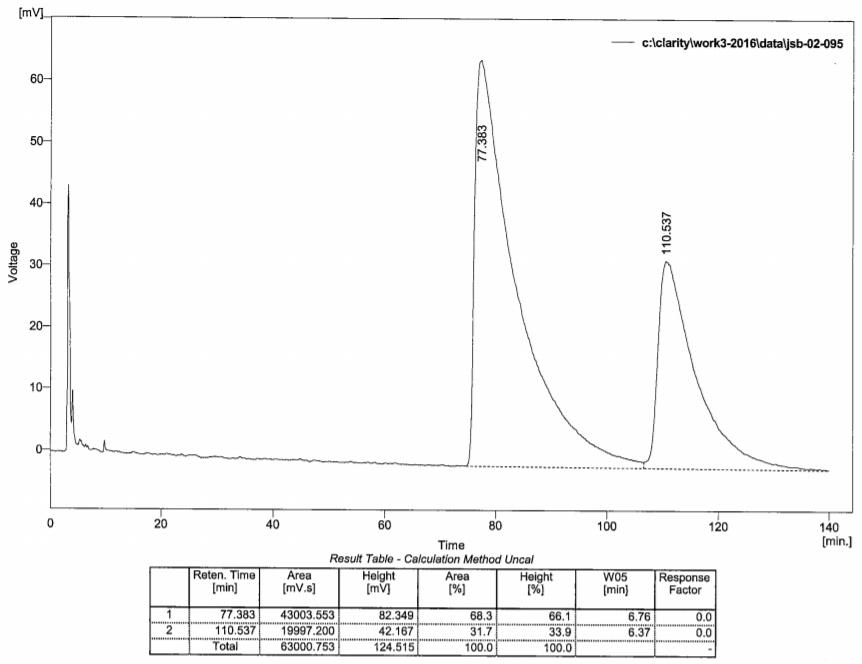 [mV]
c:\clarity\work3-2016\data\jsb-02-095
60
50
40
30
20
10
0
Voltage
77.383
110.537
0 20 40 60 80 100 120 140
Time [min.]
Result Table - Calculation Method Uncal
Reten. Time [min] Area [mV.s] Height [mV] Area [%] Height [%] W05 [min] Response Factor
1 77.383 43003.553 82.349 68.3 66.1 6.76 0.0
2 110.537 19997.200 42.167 31.7 33.9 6.37 0.0
Total 63000.753 124.515 100.0 100.0 -